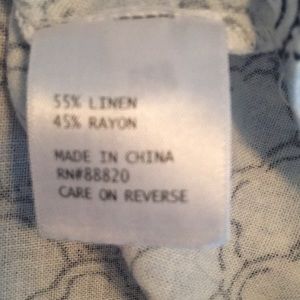 55% LINEN
45% RAYON
MADE IN CHINA
RN#88820
CARE ON REVERSE